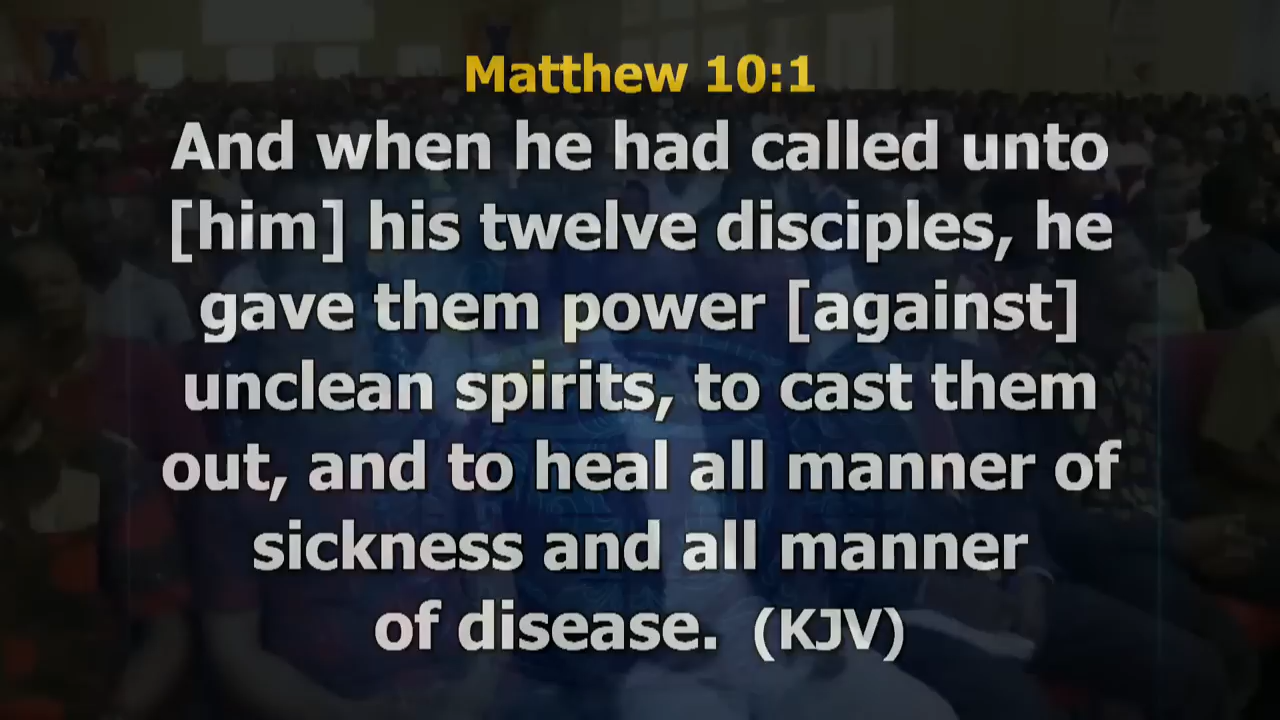 Matthew 10:1
And when he had called unto
[him] his twelve disciples, he
gave them power [against]
unclean spirits, to cast them
out, and to heal all manner of
sickness and all manner
of disease. (KJV)